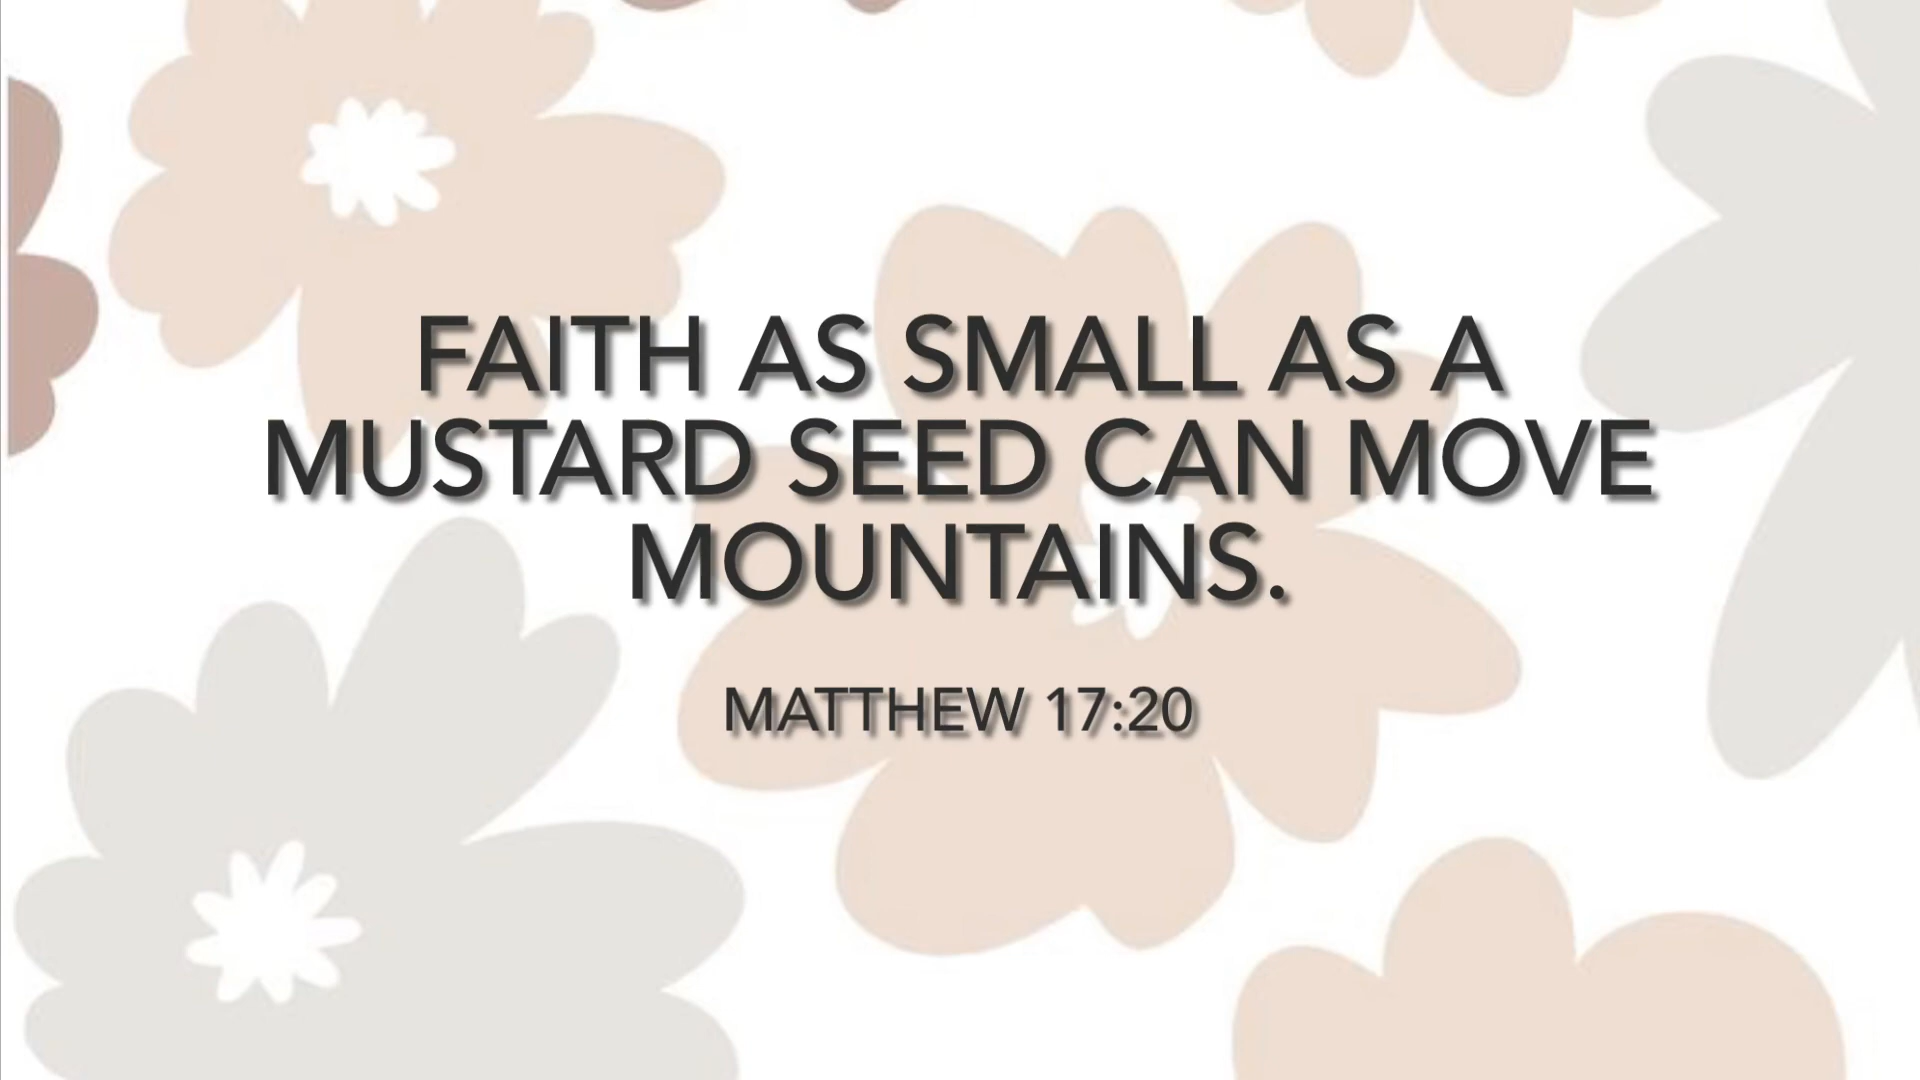 FAITH AS SMALL AS A
MUSTARD SEED CAN MOVE
MOUNTAINS.
MATTHEW 17:20